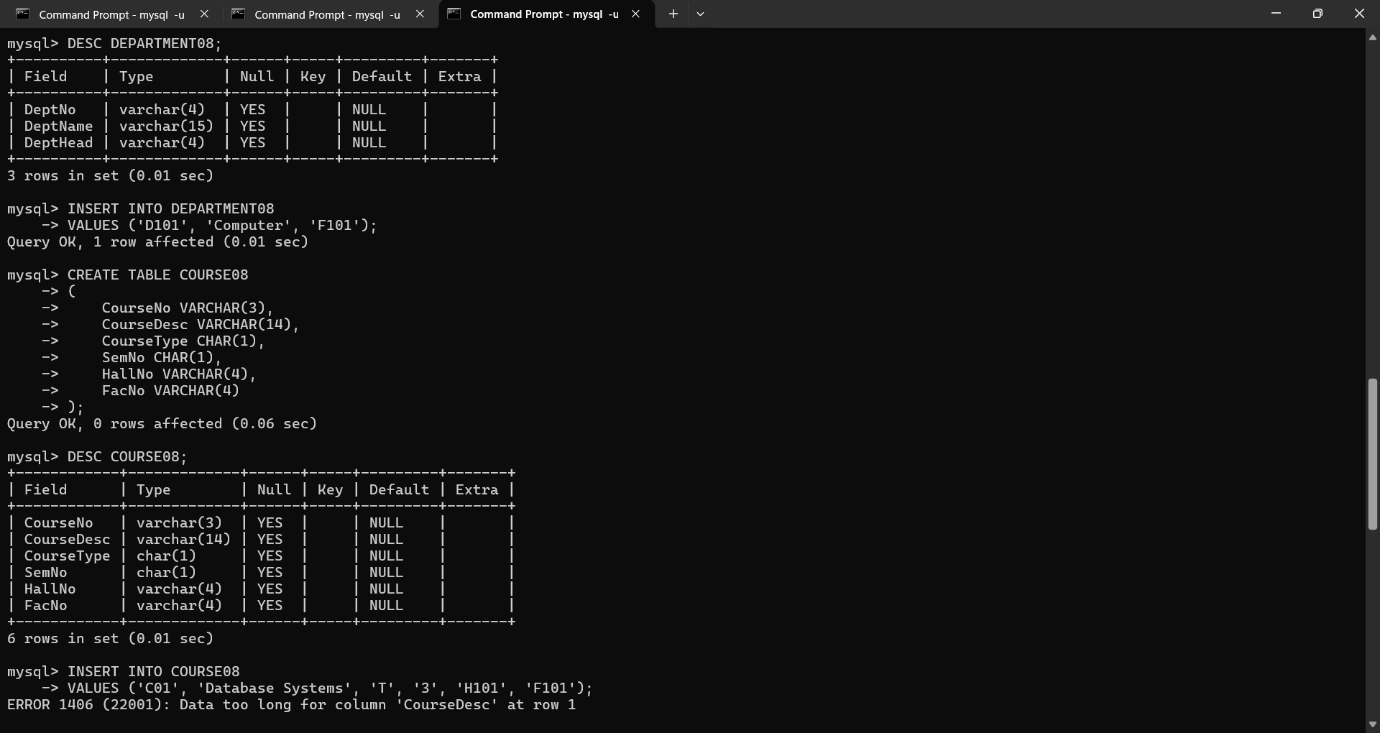 Command Prompt - mysql -u
Command Prompt - mysql -u
Command Prompt - mysql -u
mysql> DESC DEPARTMENT08;
+----------+-------------+------+-----+---------+-------+
| Field    | Type        | Null | Key | Default | Extra |
+----------+-------------+------+-----+---------+-------+
| DeptNo   | varchar(4)  | YES  |     | NULL    |       |
| DeptName | varchar(15) | YES  |     | NULL    |       |
| DeptHead | varchar(4)  | YES  |     | NULL    |       |
+----------+-------------+------+-----+---------+-------+
3 rows in set (0.01 sec)
mysql> INSERT INTO DEPARTMENT08
    -> VALUES ('D101', 'Computer', 'F101');
Query OK, 1 row affected (0.01 sec)
mysql> CREATE TABLE COURSE08
    -> (
    ->     CourseNo VARCHAR(3),
    ->     CourseDesc VARCHAR(14),
    ->     CourseType CHAR(1),
    ->     SemNo CHAR(1),
    ->     HallNo VARCHAR(4),
    ->     FacNo VARCHAR(4)
    -> );
Query OK, 0 rows affected (0.06 sec)
mysql> DESC COURSE08;
+------------+-------------+------+-----+---------+-------+
| Field      | Type        | Null | Key | Default | Extra |
+------------+-------------+------+-----+---------+-------+
| CourseNo   | varchar(3)  | YES  |     | NULL    |       |
| CourseDesc | varchar(14) | YES  |     | NULL    |       |
| CourseType | char(1)     | YES  |     | NULL    |       |
| SemNo      | char(1)     | YES  |     | NULL    |       |
| HallNo     | varchar(4)  | YES  |     | NULL    |       |
| FacNo      | varchar(4)  | YES  |     | NULL    |       |
+------------+-------------+------+-----+---------+-------+
6 rows in set (0.01 sec)
mysql> INSERT INTO COURSE08
    -> VALUES ('C01', 'Database Systems', 'T', '3', 'H101', 'F101');
ERROR 1406 (22001): Data too long for column 'CourseDesc' at row 1